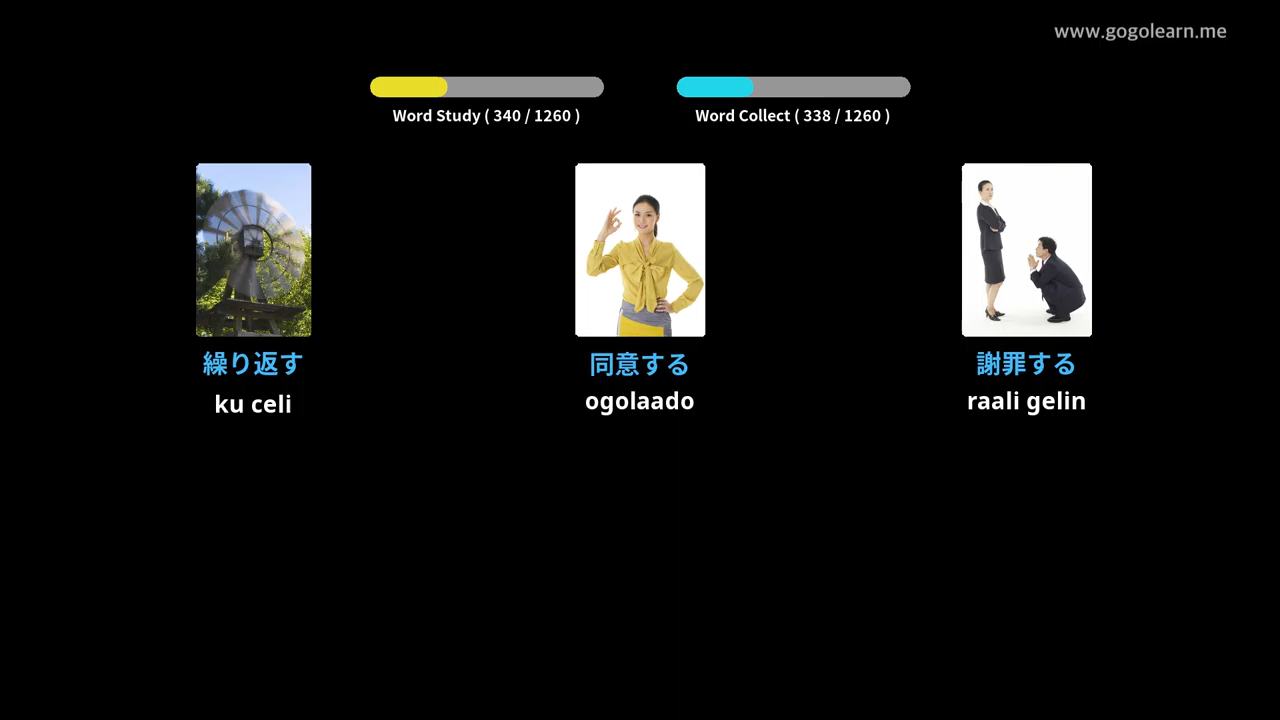 www.gogolearn.me
Word Study ( 340 / 1260 )
Word Collect ( 338 / 1260 )
繰り返す
同意する
謝罪する
ku celi
ogolaado
raali gelin